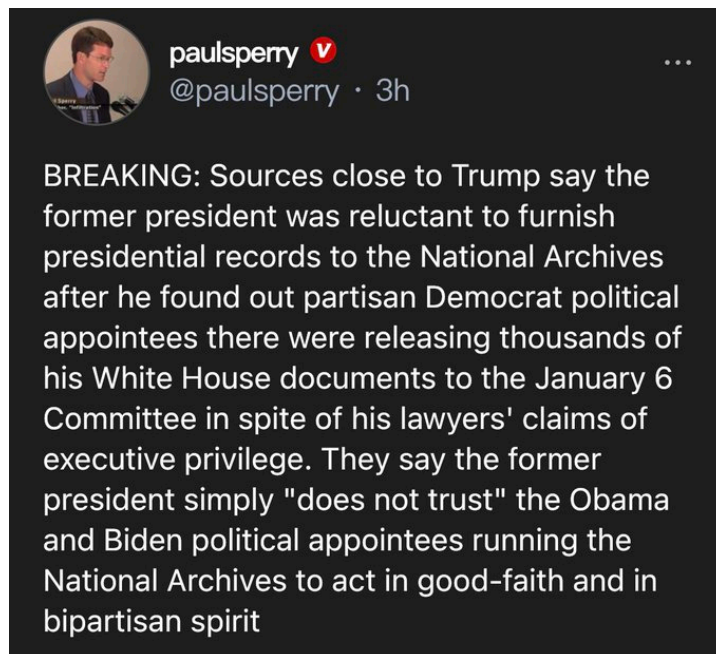 paulsperry V
@paulsperry · 3h
BREAKING: Sources close to Trump say the
former president was reluctant to furnish
presidential records to the National Archives
after he found out partisan Democrat political
appointees there were releasing thousands of
his White House documents to the January 6
Committee in spite of his lawyers' claims of
executive privilege. They say the former
president simply "does not trust" the Obama
and Biden political appointees running the
National Archives to act in good-faith and in
bipartisan spirit